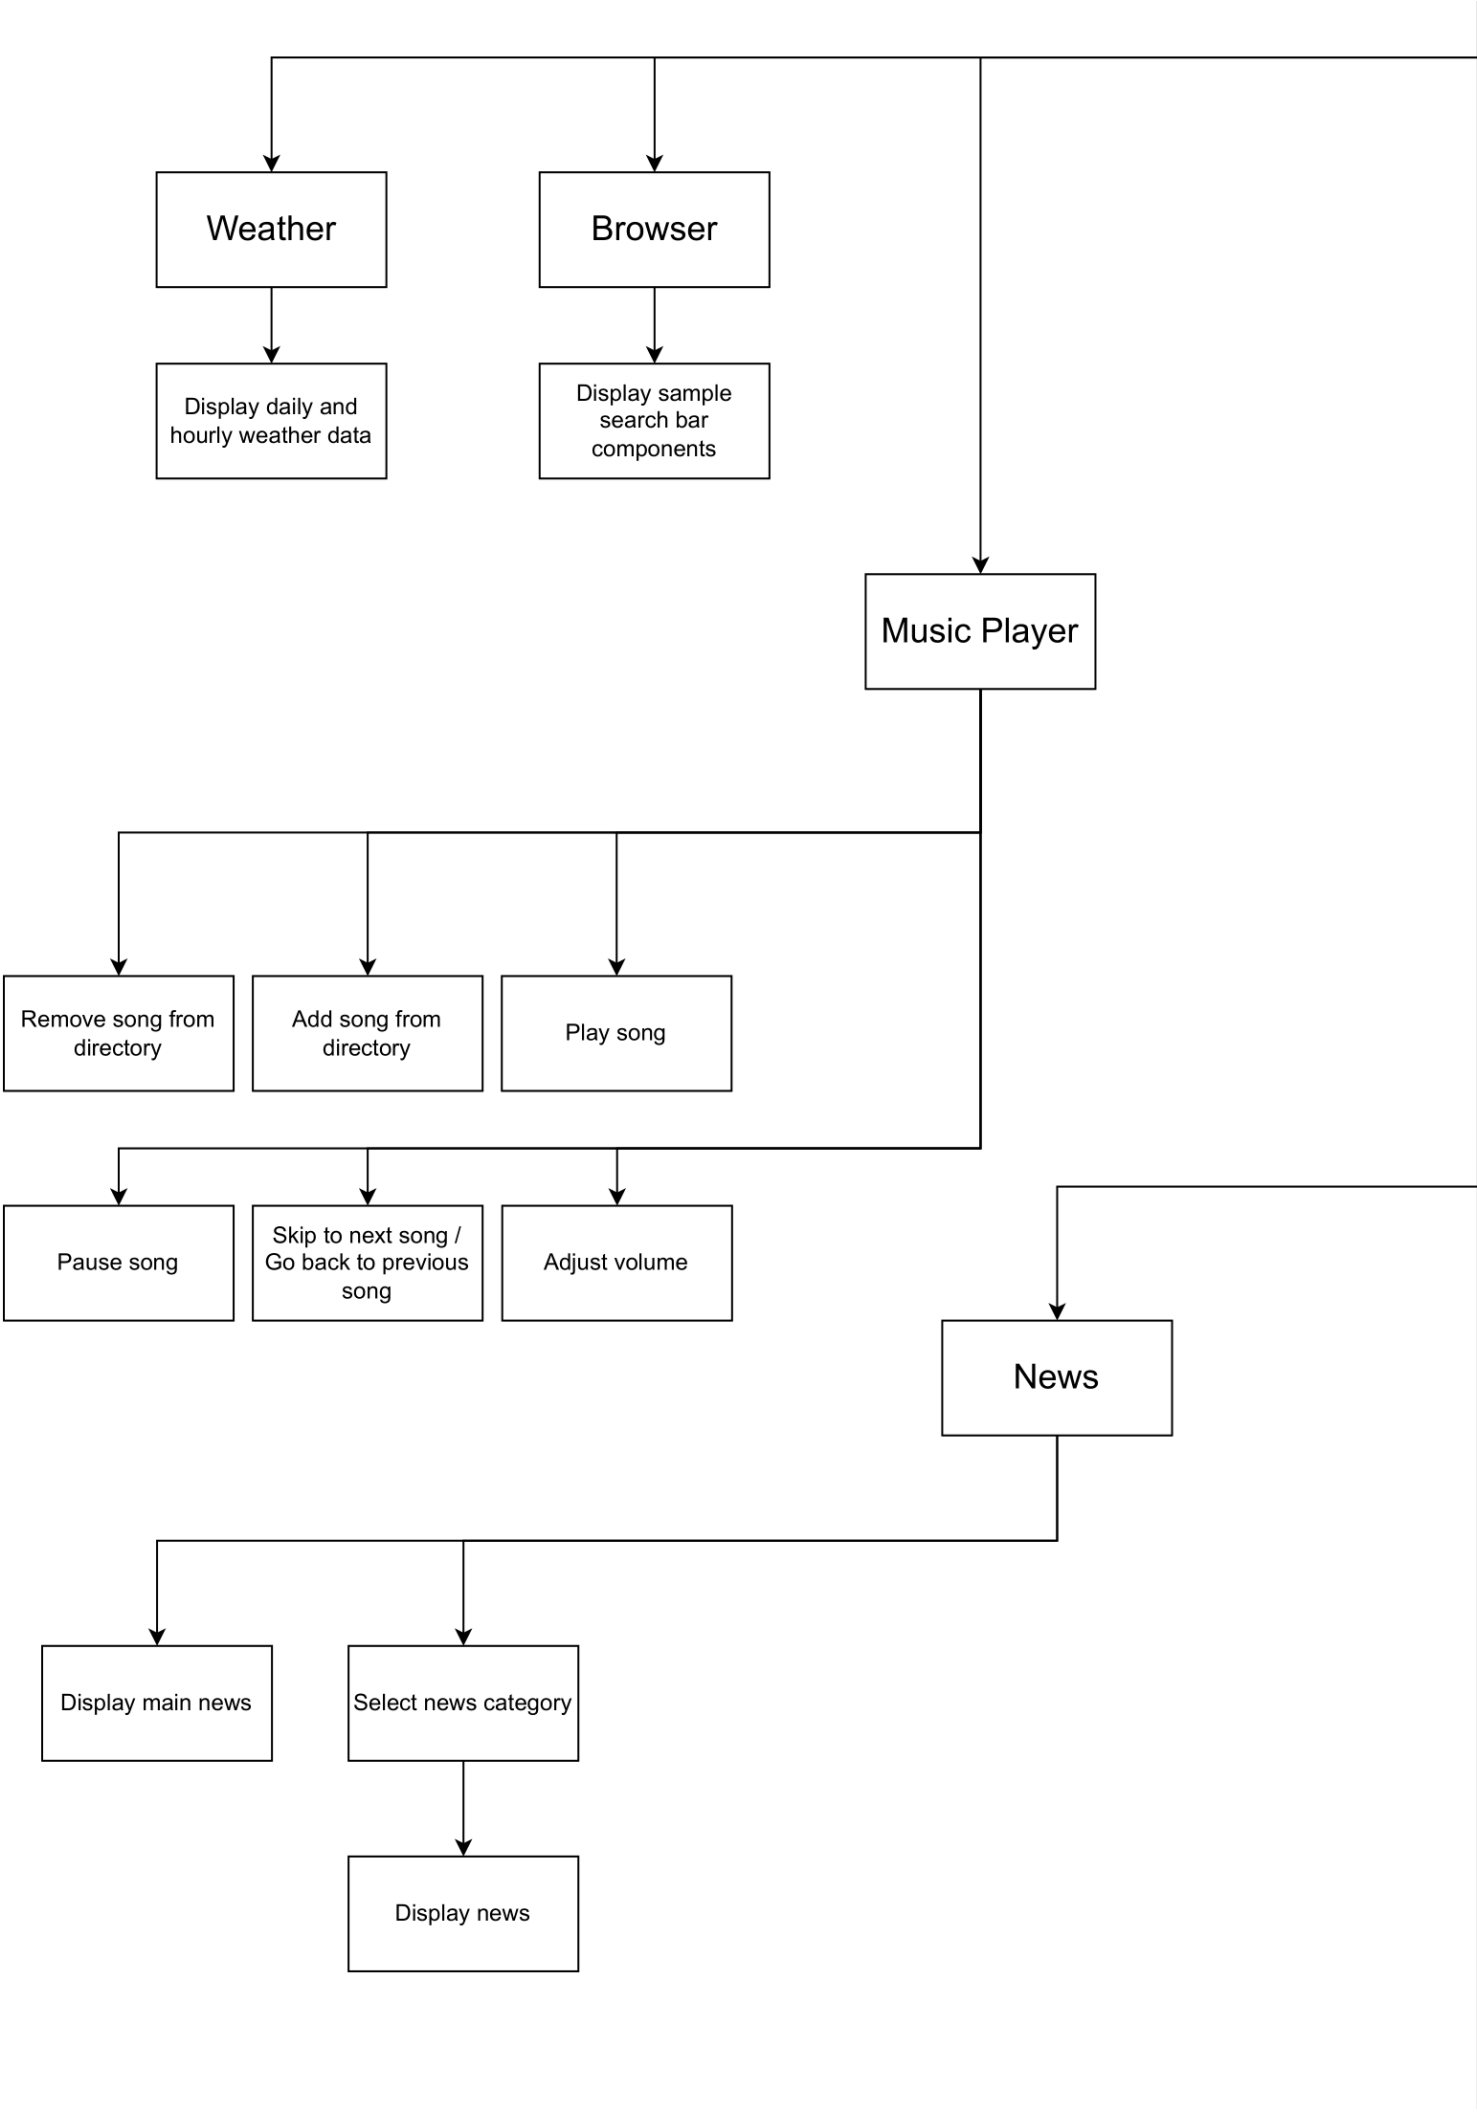 Weather
Browser
Display daily and
hourly weather data
Display sample
search bar
components
Music Player
Remove song from
directory
Add song from
directory
Play song
Pause song
Skip to next song /
Go back to previous
song
Adjust volume
News
Display main news
Select news category
Display news